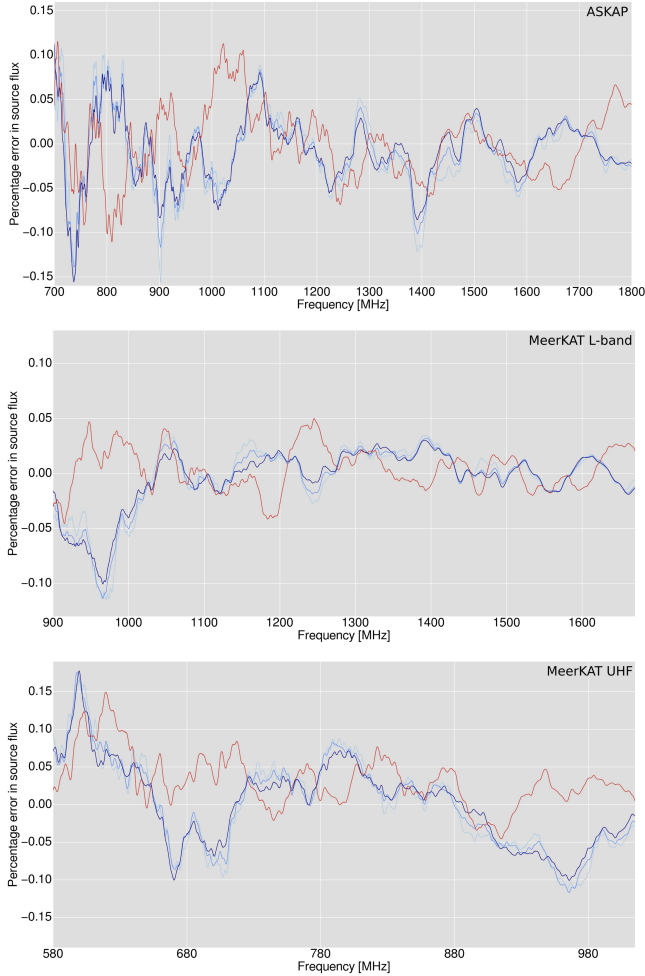 ASKAP
0.15
0.10
0.05
0.00
−0.05
−0.10
−0.15
Percentage error in source flux
700 800 900 1000 1100 1200 1300 1400 1500 1600 1700 1800
Frequency [MHz]
MeerKAT L-band
0.10
0.05
0.00
−0.05
−0.10
Percentage error in source flux
900 1000 1100 1200 1300 1400 1500 1600
Frequency [MHz]
MeerKAT UHF
0.15
0.10
0.05
0.00
−0.05
−0.10
−0.15
Percentage error in source flux
580 680 780 880 980
Frequency [MHz]